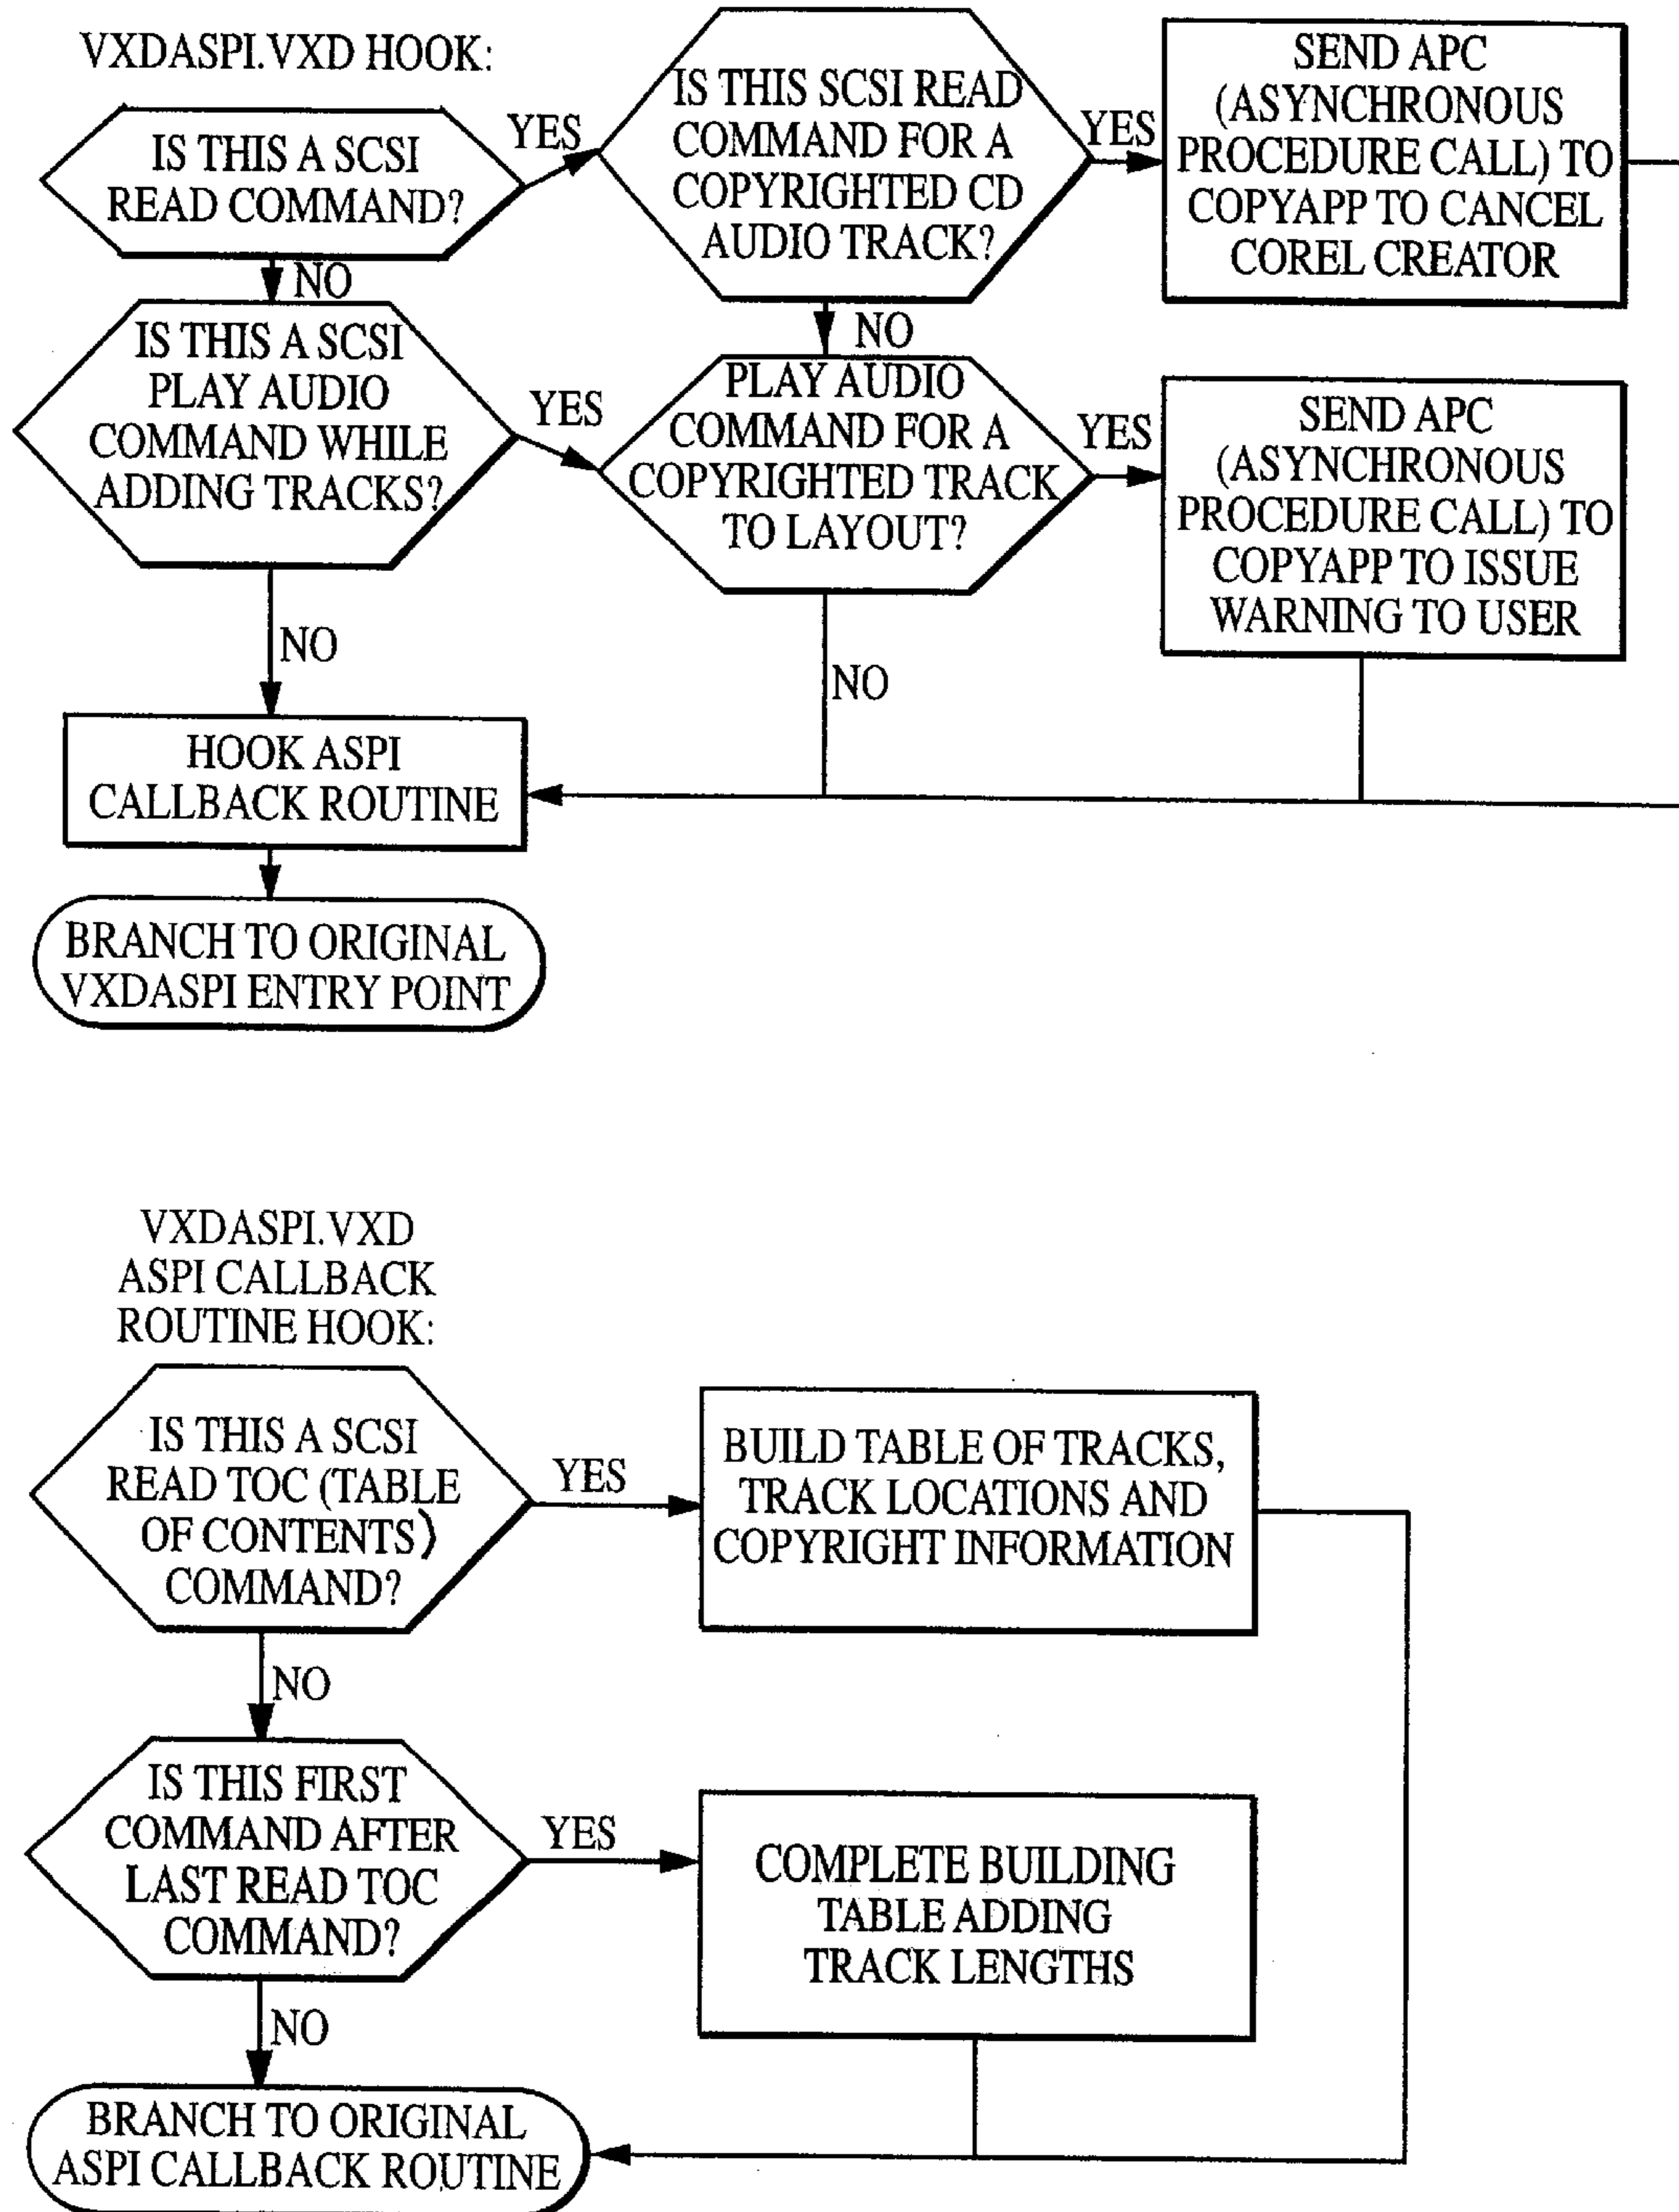 VXDASPI.VXD HOOK:
IS THIS A SCSI
READ COMMAND?
YES
IS THIS SCSI READ
COMMAND FOR A
COPYRIGHTED CD
AUDIO TRACK?
YES
SEND APC
(ASYNCHRONOUS
PROCEDURE CALL) TO
COPYAPP TO CANCEL
COREL CREATOR
NO
NO
IS THIS A SCSI
PLAY AUDIO
COMMAND WHILE
ADDING TRACKS?
YES
PLAY AUDIO
COMMAND FOR A
COPYRIGHTED TRACK
TO LAYOUT?
YES
SEND APC
(ASYNCHRONOUS
PROCEDURE CALL) TO
COPYAPP TO ISSUE
WARNING TO USER
NO
NO
HOOK ASPI
CALLBACK ROUTINE
BRANCH TO ORIGINAL
VXDASPI ENTRY POINT
VXDASPI.VXD
ASPI CALLBACK
ROUTINE HOOK:
IS THIS A SCSI
READ TOC (TABLE
OF CONTENTS)
COMMAND?
YES
BUILD TABLE OF TRACKS,
TRACK LOCATIONS AND
COPYRIGHT INFORMATION
NO
IS THIS FIRST
COMMAND AFTER
LAST READ TOC
COMMAND?
YES
COMPLETE BUILDING
TABLE ADDING
TRACK LENGTHS
NO
BRANCH TO ORIGINAL
ASPI CALLBACK ROUTINE